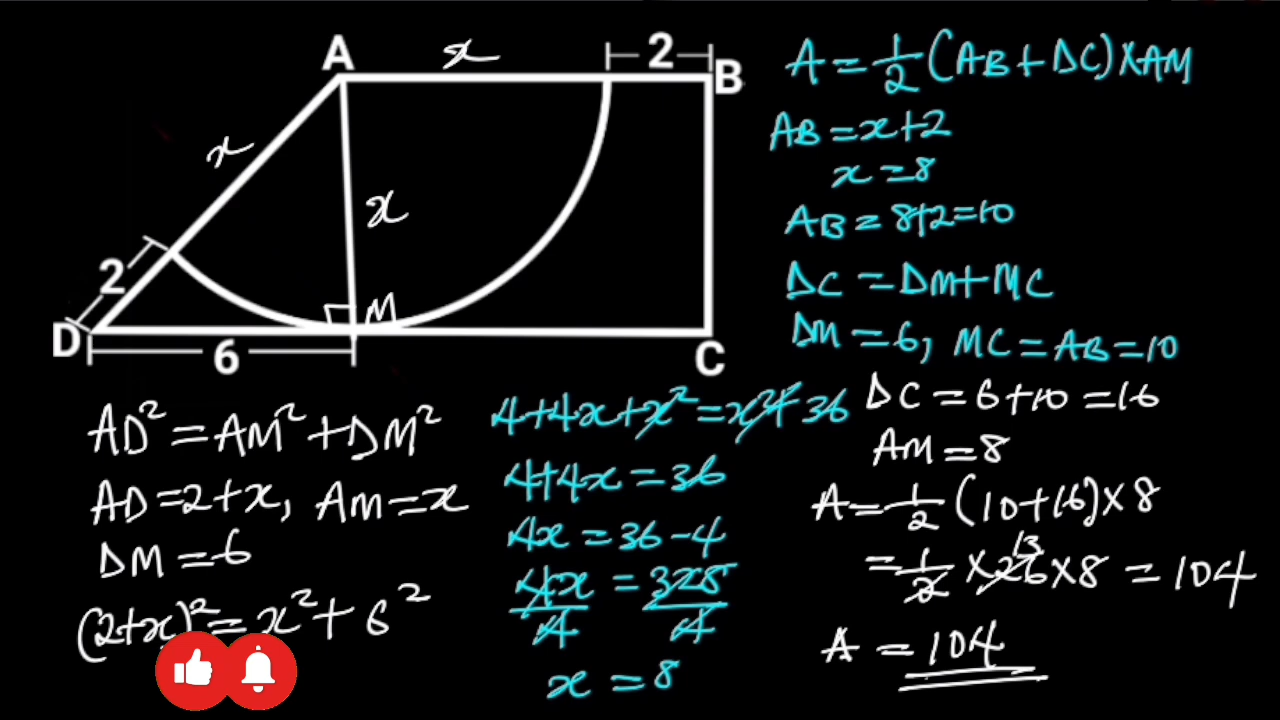 A
x
2
B
x
x
2
M
D
6
C
AD² = AM² + DM²
AD = 2+x, AM = x
DM = 6
(2+x)² = x² + 6²
4+4x+x² = x²+36
4+4x = 36
4x = 36-4
4x/4 = 328/4
x = 8
A = 1/2 (AB + DC) X AM
AB = x+2
x = 8
AB = 8+2 = 10
DC = DM + MC
DM = 6, MC = AB = 10
DC = 6+10 = 16
AM = 8
A = 1/2 (10+16) × 8
= 1/2 × 26 13 × 8 = 104
A = 104